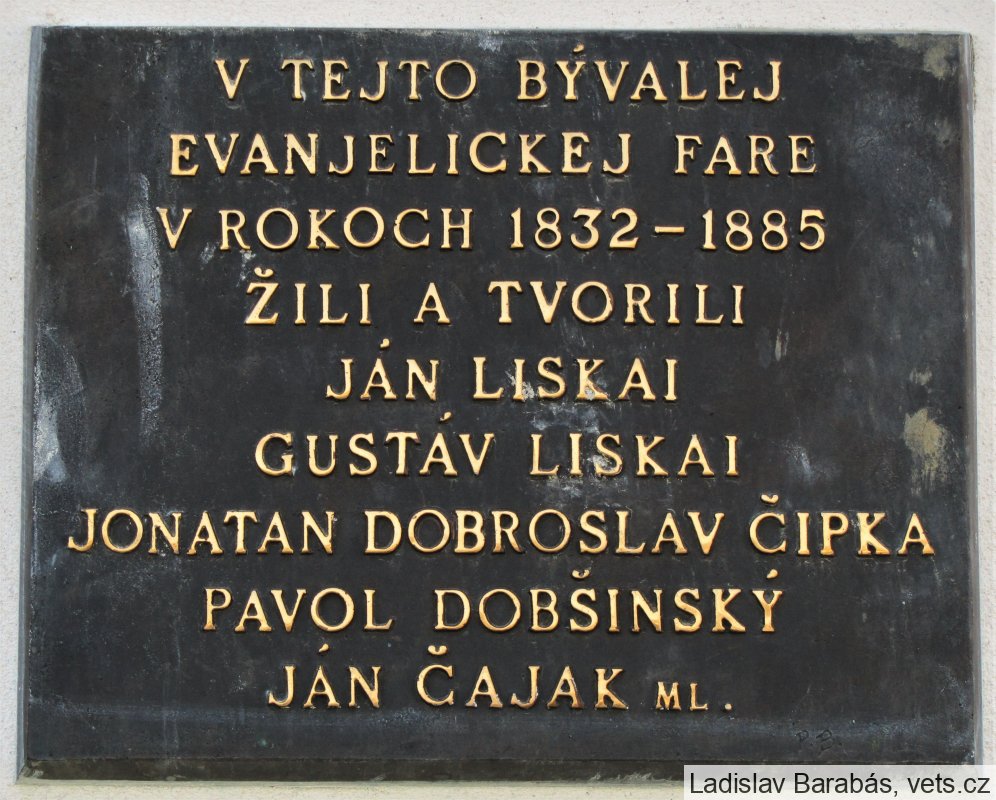 V TEJTO BÝVALEJ
EVANJELICKEJ FARE
V ROKOCH 1832 – 1885
ŽILI A TVORILI
JÁN LISKAI
GUSTÁV LISKAI
JONATAN DOBROSLAV ČIPKA
PAVOL DOBŠINSKÝ
JÁN ČAJAK ML.
Ladislav Barabás, vets.cz